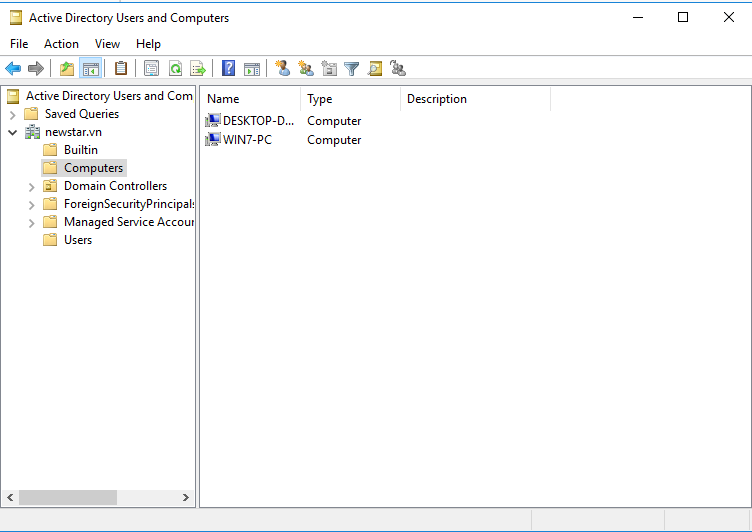 Active Directory Users and Computers
File Action View Help
Active Directory Users and Com
Saved Queries
newstar.vn
Builtin
Computers
Domain Controllers
ForeignSecurityPrincipals
Managed Service Accour
Users
Name Type Description
DESKTOP-D... Computer
WIN7-PC Computer